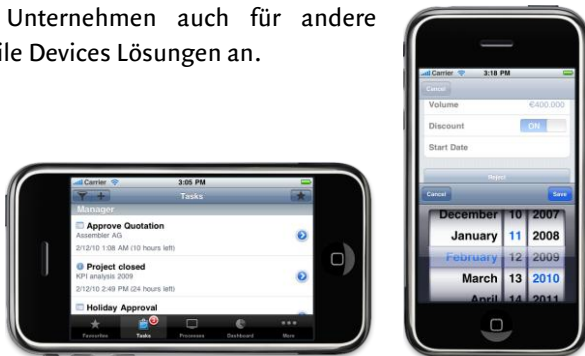 Unternehmen auch für andere
ile Devices Lösungen an.
Carrier 3:05 PM
Tasks
Manager
Approve Quotation
Assembler AG
2/12/10 1:08 AM (10 hours left)
Project closed
KPI analysis 2009
2/12/10 2:49 PM (24 hours left)
Holiday Approval
Favourites Tasks Processes Dashboard More
Carrier 3:18 PM
Cancel
Volume €400.000
Discount ON
Start Date
Reject
Cancel Save
December 10 2007
January 11 2008
February 12 2009
March 13 2010
April 14 2011